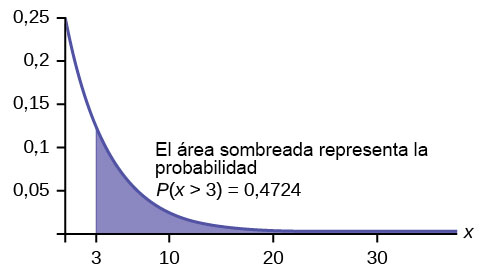 0,25
0,2
0,15
0,1
0,05
El área sombreada representa la
probabilidad
P(x > 3) = 0,4724
x
3 10 20 30